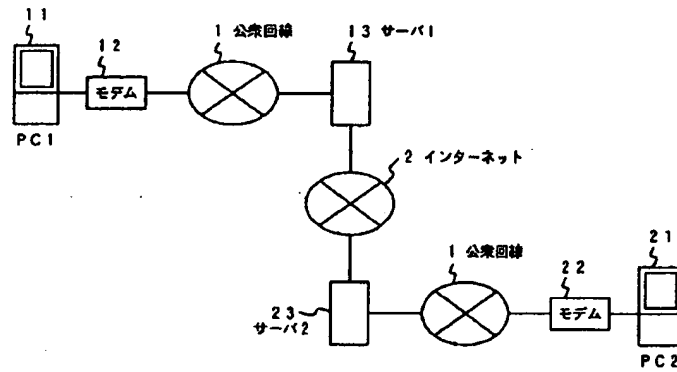 11
12
1 公衆回線
13 サーバ1
モデム
PC1
2 インターネット
1 公衆回線
21
22
23
サーバ2
モデム
PC2